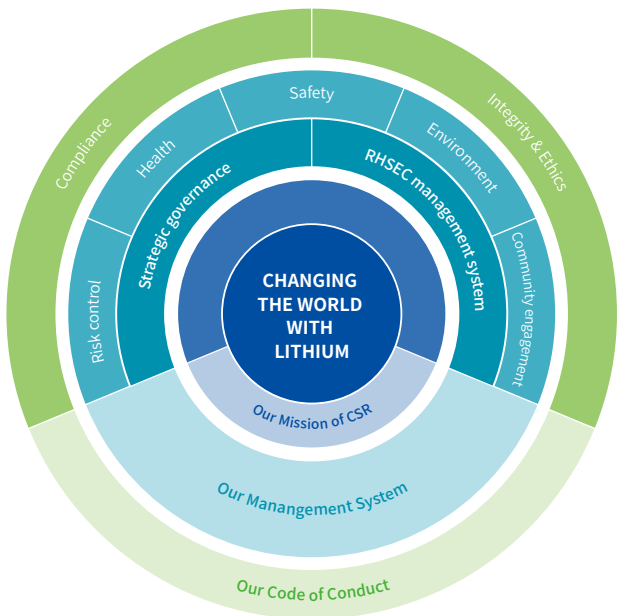 Compliance
Integrity & Ethics
Risk control
Health
Safety
Environment
Community engagement
Strategic governance
RHSEC management system
CHANGING
THE WORLD
WITH
LITHIUM
Our Mission of CSR
Our Manangement System
Our Code of Conduct